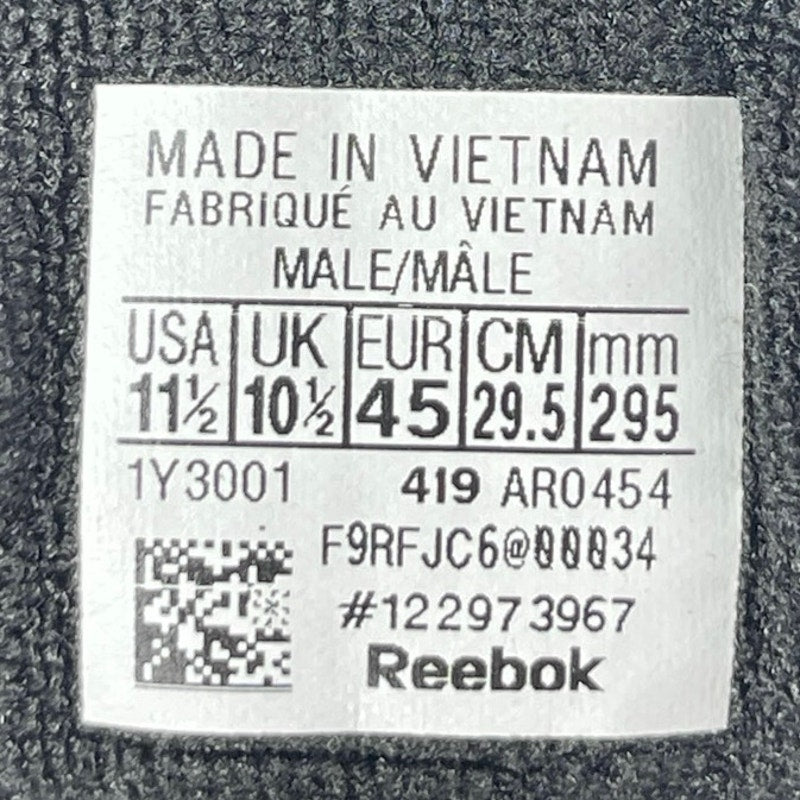 MADE IN VIETNAM
FABRIQUÉ AU VIETNAM
MALE/MÂLE
USA UK EUR CM mm
11½ 10½ 45 29.5 295
1Y3001 419 AR0454
F9RFJC6@00034
#122973967
Reebok